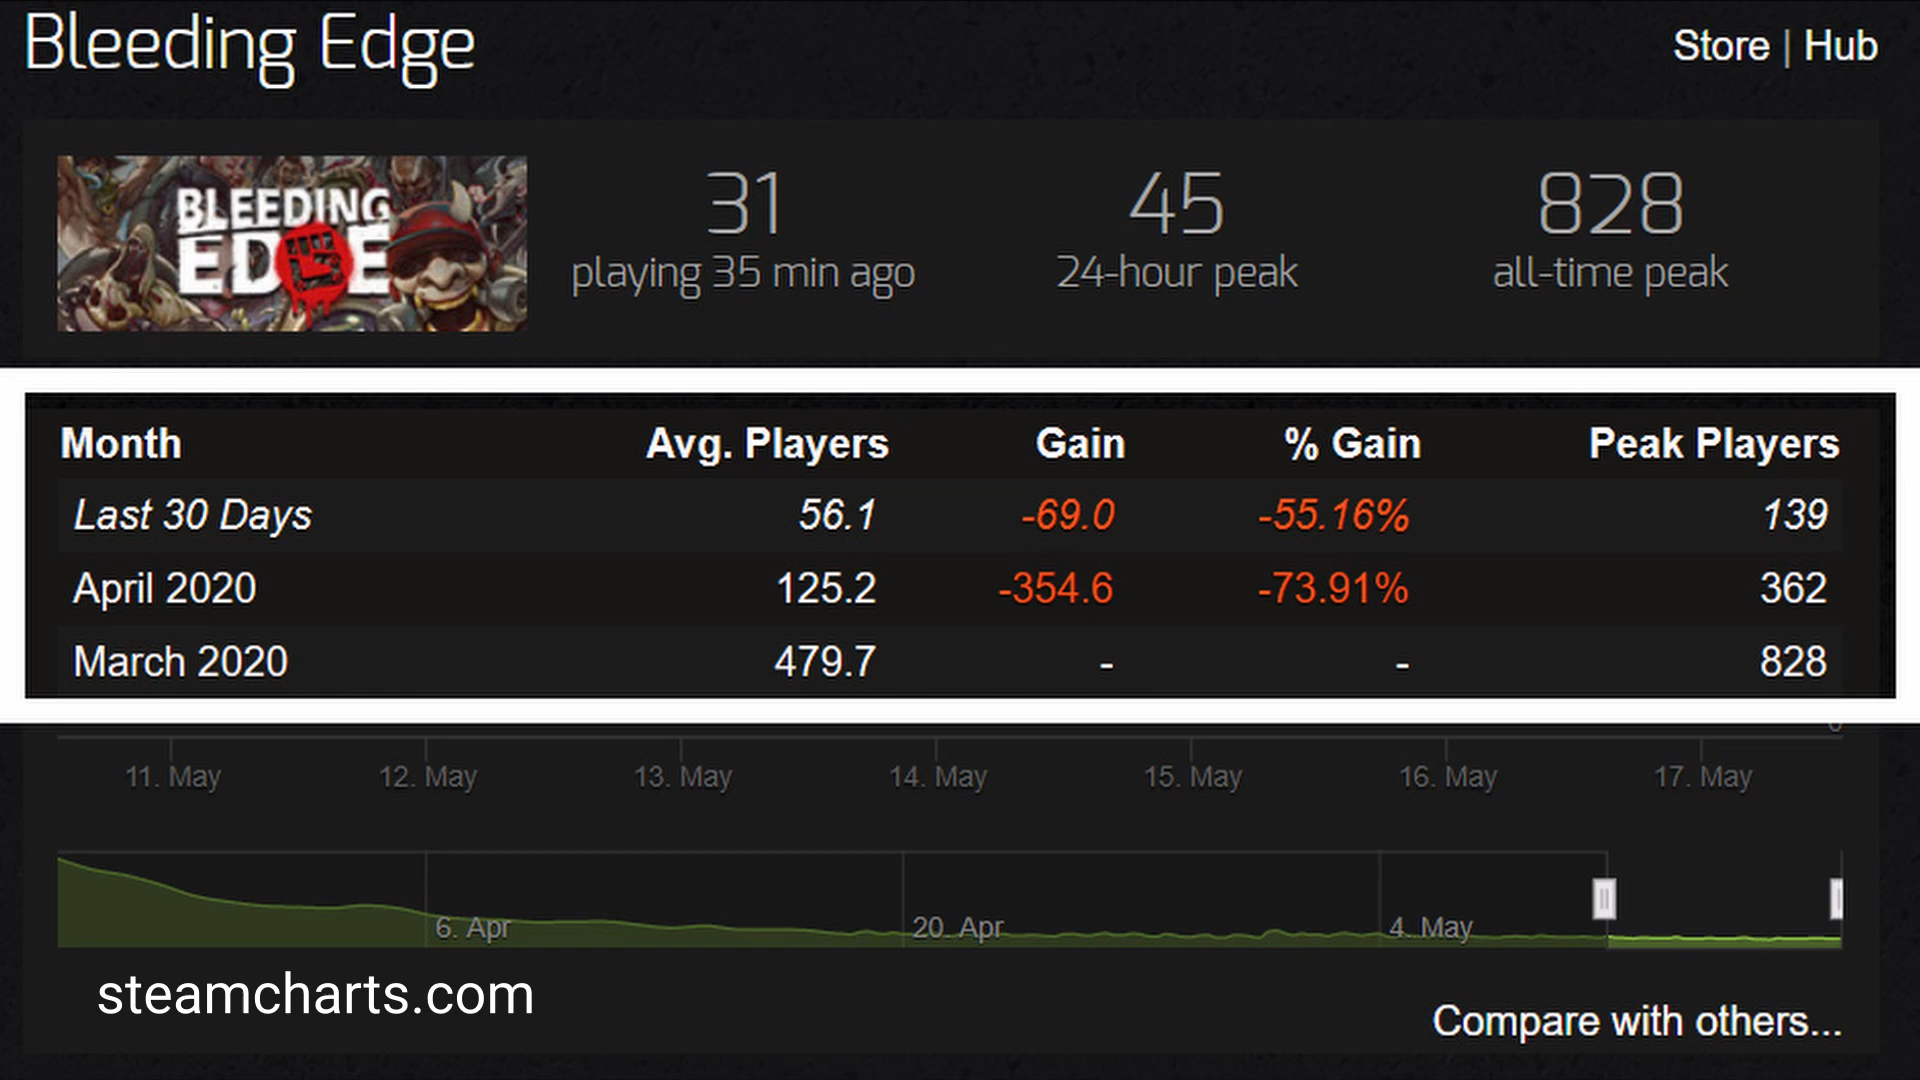 Bleeding Edge
Store | Hub
BLEEDING
EDGE
31
playing 35 min ago
45
24-hour peak
828
all-time peak
Month Avg. Players Gain % Gain Peak Players
Last 30 Days 56.1 -69.0 -55.16% 139
April 2020 125.2 -354.6 -73.91% 362
March 2020 479.7 - - 828
0
11. May 12. May 13. May 14. May 15. May 16. May 17. May
6. Apr 20. Apr 4. May
steamcharts.com
Compare with others...